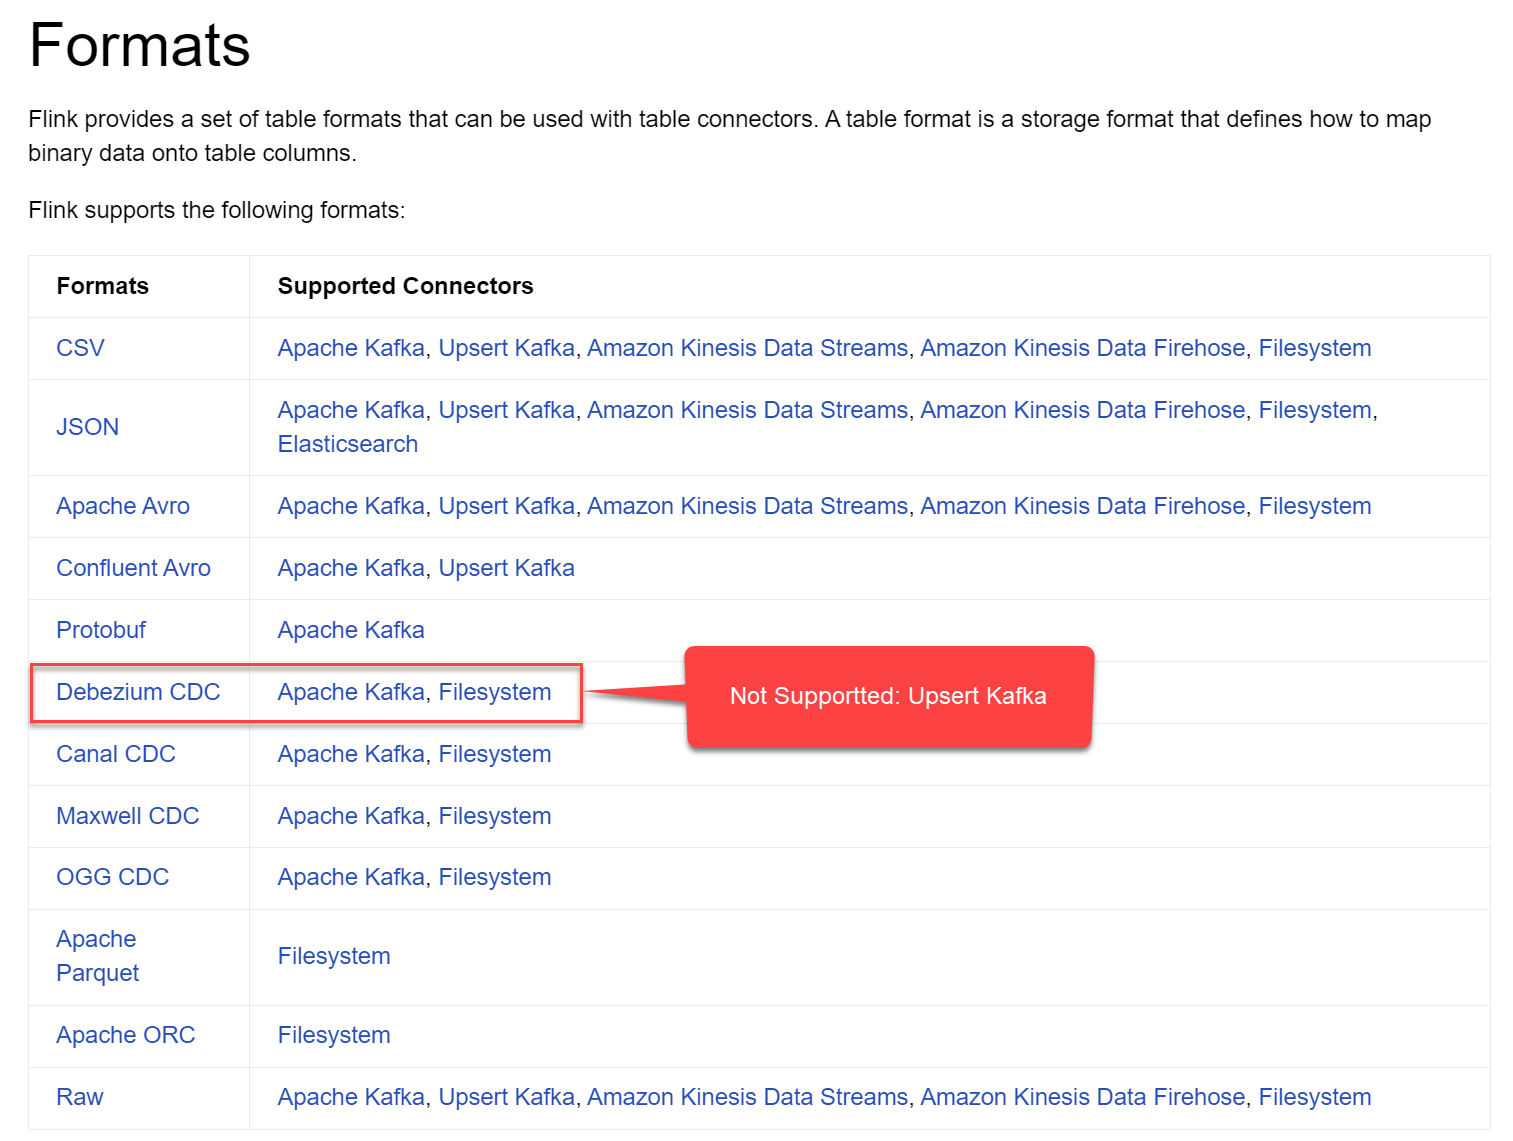 Formats
Flink provides a set of table formats that can be used with table connectors. A table format is a storage format that defines how to map
binary data onto table columns.
Flink supports the following formats:
Formats Supported Connectors
CSV Apache Kafka, Upsert Kafka, Amazon Kinesis Data Streams, Amazon Kinesis Data Firehose, Filesystem
JSON Apache Kafka, Upsert Kafka, Amazon Kinesis Data Streams, Amazon Kinesis Data Firehose, Filesystem,
Elasticsearch
Apache Avro Apache Kafka, Upsert Kafka, Amazon Kinesis Data Streams, Amazon Kinesis Data Firehose, Filesystem
Confluent Avro Apache Kafka, Upsert Kafka
Protobuf Apache Kafka
Debezium CDC Apache Kafka, Filesystem
Not Supportted: Upsert Kafka
Canal CDC Apache Kafka, Filesystem
Maxwell CDC Apache Kafka, Filesystem
OGG CDC Apache Kafka, Filesystem
Apache
Parquet
Filesystem
Apache ORC Filesystem
Raw Apache Kafka, Upsert Kafka, Amazon Kinesis Data Streams, Amazon Kinesis Data Firehose, Filesystem